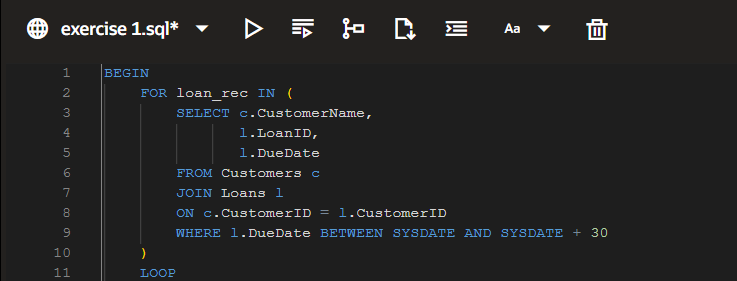 exercise 1.sql*
Aa
1 BEGIN
2 FOR loan_rec IN (
3 SELECT c.CustomerName,
4 l.LoanID,
5 l.DueDate
6 FROM Customers c
7 JOIN Loans l
8 ON c.CustomerID = l.CustomerID
9 WHERE l.DueDate BETWEEN SYSDATE AND SYSDATE + 30
10 )
11 LOOP